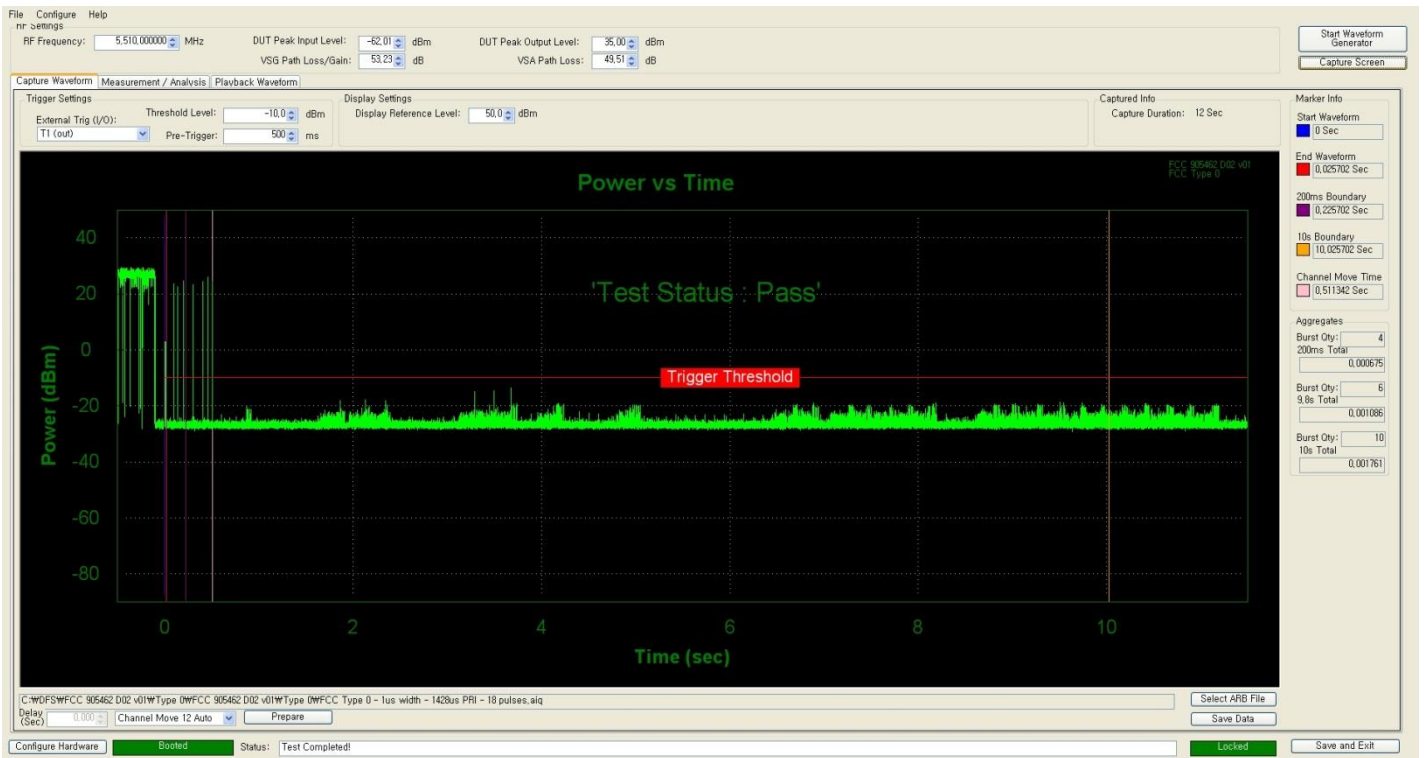 File Configure Help
RF Settings
RF Frequency: 5,510,000000 MHz DUT Peak Input Level: -62,01 dBm DUT Peak Output Level: 35,00 dBm
VSG Path Loss/Gain: 53,23 dB VSA Path Loss: 49,51 dB
Start Waveform
Generator
Capture Screen
Capture Waveform Measurement / Analysis Playback Waveform
Trigger Settings
External Trig (I/O):
T1 (out)
Threshold Level: -10,0 dBm
Pre-Trigger: 500 ms
Display Settings
Display Reference Level: 50,0 dBm
Captured Info
Capture Duration: 12 Sec
Marker Info
Start Waveform
0 Sec
End Waveform
0,025702 Sec
200ms Boundary
0,225702 Sec
10s Boundary
10,025702 Sec
Channel Move Time
0,511342 Sec
Aggregates
Burst Qty: 4
200ms Total
0,000675
Burst Qty: 6
9,8s Total
0,001086
Burst Qty: 10
10s Total
0,001761
FCC 905462 D02 v01
FCC Type 0
Power vs Time
'Test Status : Pass'
Trigger Threshold
Power (dBm)
40
20
0
-20
-40
-60
-80
0 2 4 6 8 10
Time (sec)
C:₩DFS₩FCC 905462 D02 v01₩Type 0₩FCC 905462 D02 v01₩Type 0₩FCC Type 0 - 1us width - 1428us PRI - 18 pulses,aiq
Select ARB File
Delay
(Sec) 0,000 Channel Move 12 Auto Prepare
Save Data
Configure Hardware Booted Status: Test Completed! Locked Save and Exit